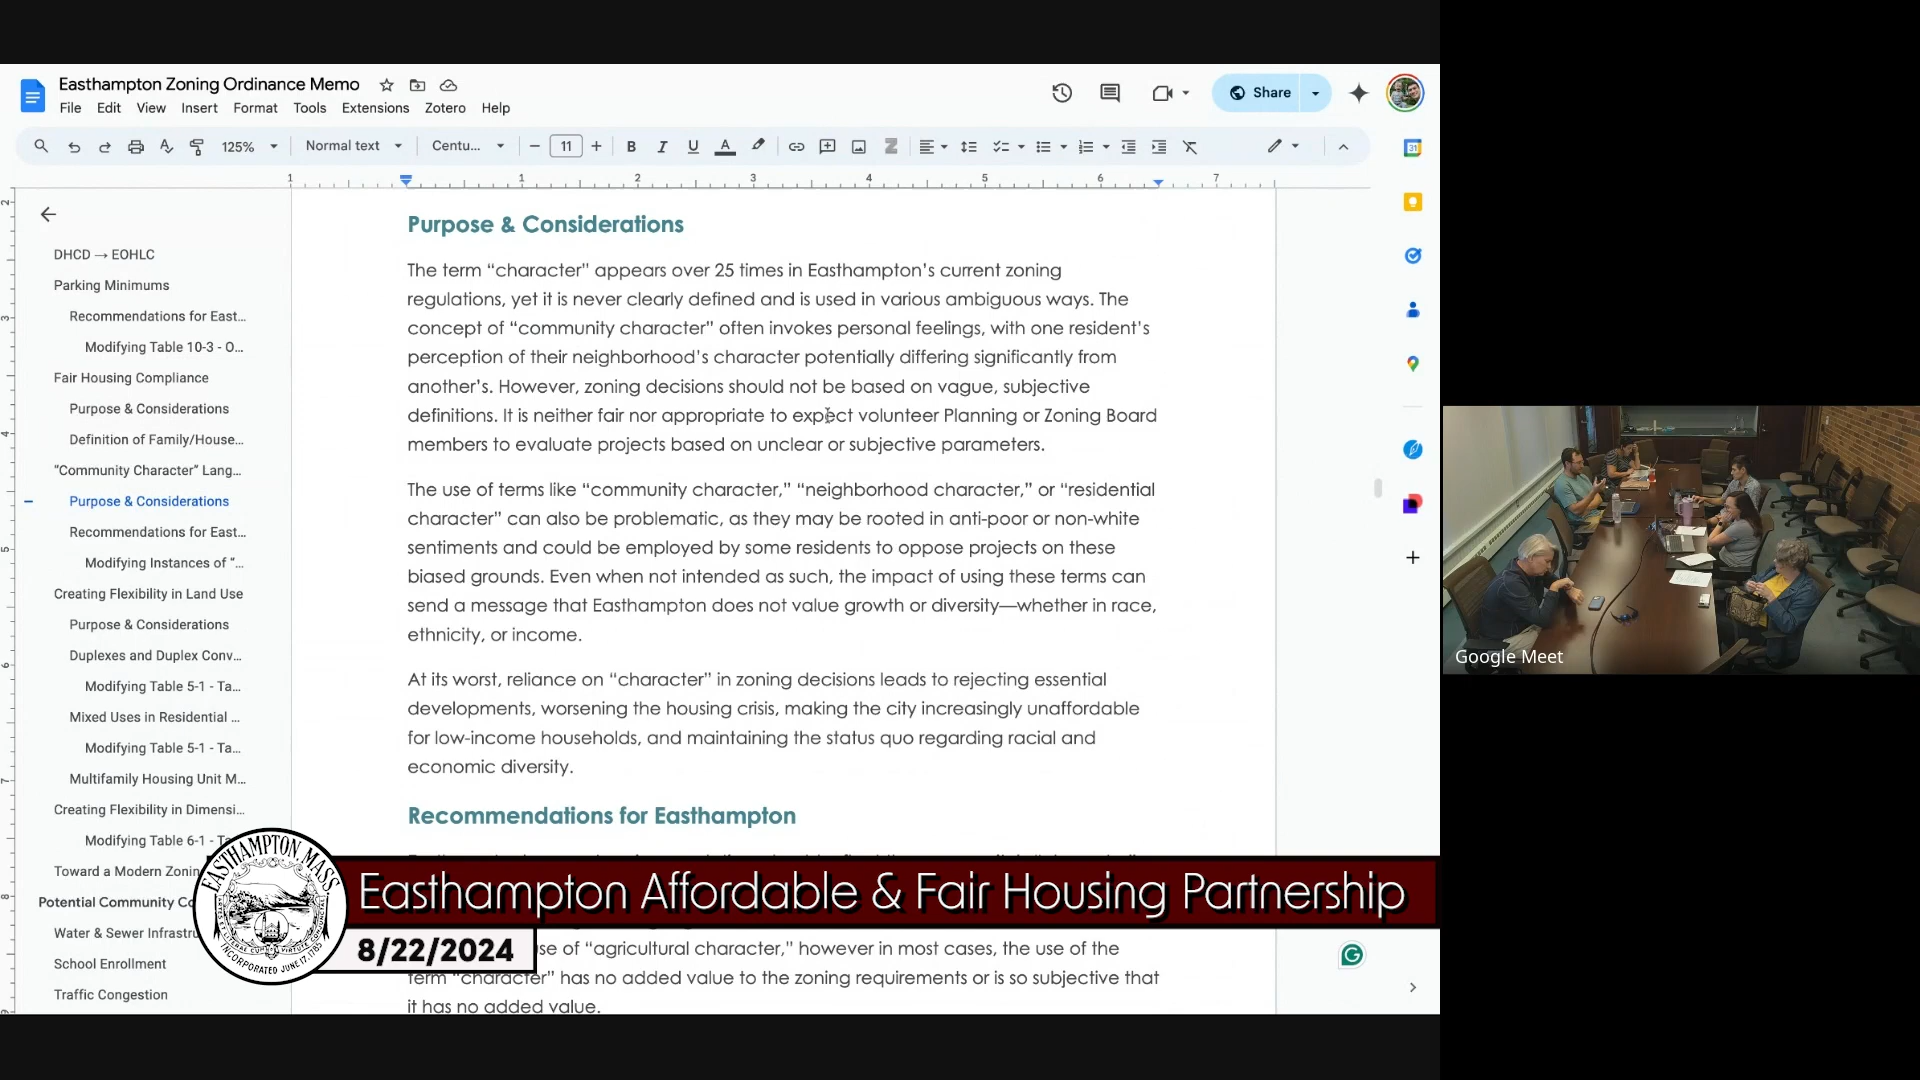 Easthampton Zoning Ordinance Memo
File Edit View Insert Format Tools Extensions Zotero Help
Share
125% Normal text Centu... 11
1 1 2 3 4 5 6 7
DHCD → EOHLC
Parking Minimums
Recommendations for East...
Modifying Table 10-3 - O...
Fair Housing Compliance
Purpose & Considerations
Definition of Family/House...
“Community Character” Lang...
Purpose & Considerations
Recommendations for East...
Modifying Instances of “...
Creating Flexibility in Land Use
Purpose & Considerations
Duplexes and Duplex Conv...
Modifying Table 5-1 - Ta...
Mixed Uses in Residential ...
Modifying Table 5-1 - Ta...
Multifamily Housing Unit M...
Creating Flexibility in Dimensi...
Modifying Table 6-1 - T
Toward a Modern Zonin
Potential Community Co
Water & Sewer Infrastru
School Enrollment
Traffic Congestion
Purpose & Considerations
The term “character” appears over 25 times in Easthampton’s current zoning
regulations, yet it is never clearly defined and is used in various ambiguous ways. The
concept of “community character” often invokes personal feelings, with one resident’s
perception of their neighborhood’s character potentially differing significantly from
another’s. However, zoning decisions should not be based on vague, subjective
definitions. It is neither fair nor appropriate to expect volunteer Planning or Zoning Board
members to evaluate projects based on unclear or subjective parameters.
The use of terms like “community character,” “neighborhood character,” or “residential
character” can also be problematic, as they may be rooted in anti-poor or non-white
sentiments and could be employed by some residents to oppose projects on these
biased grounds. Even when not intended as such, the impact of using these terms can
send a message that Easthampton does not value growth or diversity—whether in race,
ethnicity, or income.
At its worst, reliance on “character” in zoning decisions leads to rejecting essential
developments, worsening the housing crisis, making the city increasingly unaffordable
for low-income households, and maintaining the status quo regarding racial and
economic diversity.
Recommendations for Easthampton
of “agricultural character,” however in most cases, the use of the
term “character” has no added value to the zoning requirements or is so subjective that
it has no added value.
EASTHAMPTON MASS.
INCORPORATED JUNE 17, 1785
Easthampton Affordable & Fair Housing Partnership
8/22/2024
Google Meet